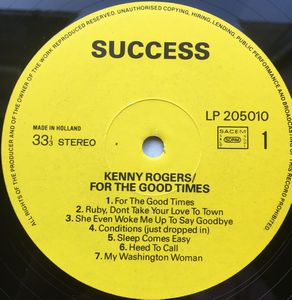 ALL RIGHTS OF THE PRODUCER AND OF THE OWNER OF THE WORK REPRODUCED RESERVED. UNAUTHORISED COPYING, HIRING, LENDING, PUBLIC PERFORMANCE AND BROADCASTING OF THIS RECORD PROHIBITED.
SUCCESS
LP 205010
MADE IN HOLLAND
33⅓ STEREO
SACEM
1
KENNY ROGERS/
FOR THE GOOD TIMES
1. For The Good Times
2. Ruby, Dont Take Your Love To Town
3. She Even Woke Me Up To Say Goodbye
4. Conditions (just dropped in)
5. Sleep Comes Easy
6. Heed To Call
7. My Washington Woman